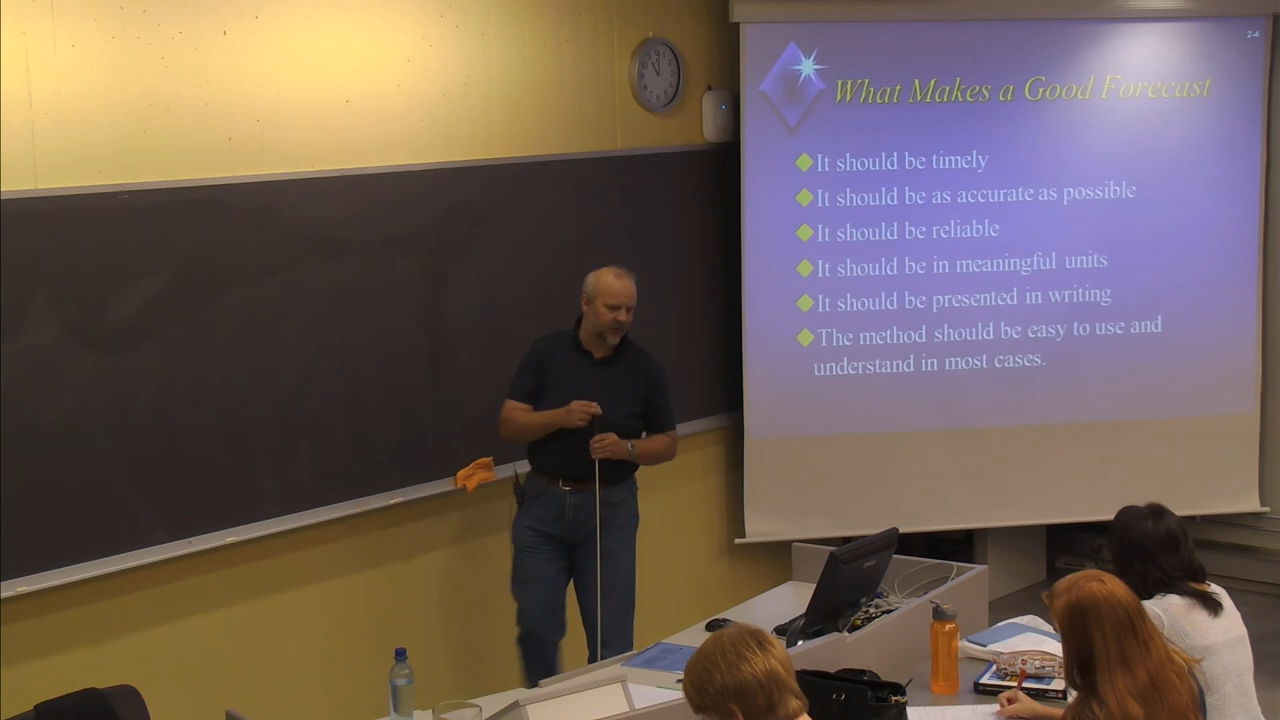 2-4
What Makes a Good Forecast
It should be timely
It should be as accurate as possible
It should be reliable
It should be in meaningful units
It should be presented in writing
The method should be easy to use and
understand in most cases.